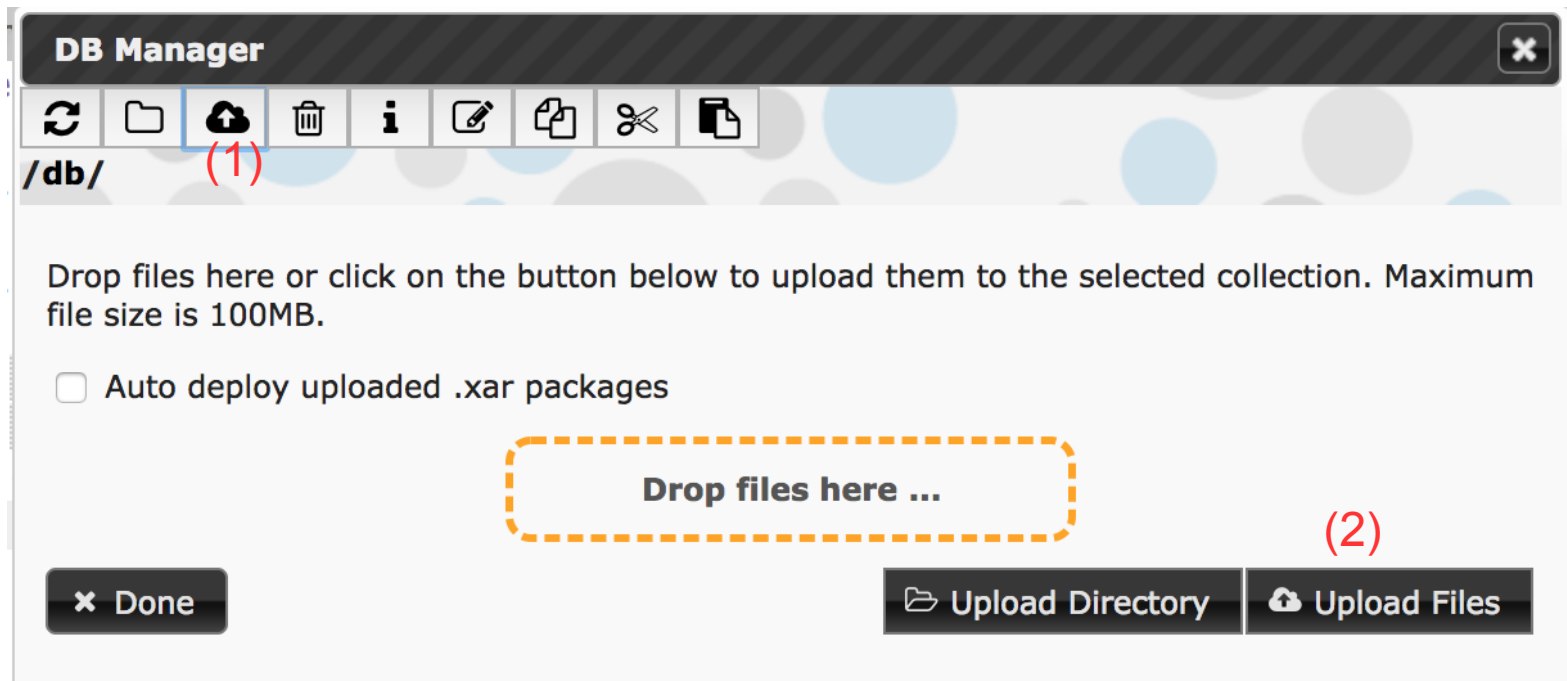 DB Manager
(1)
/db/
Drop files here or click on the button below to upload them to the selected collection. Maximum
file size is 100MB.
Auto deploy uploaded .xar packages
Drop files here ...
(2)
Done
Upload Directory
Upload Files